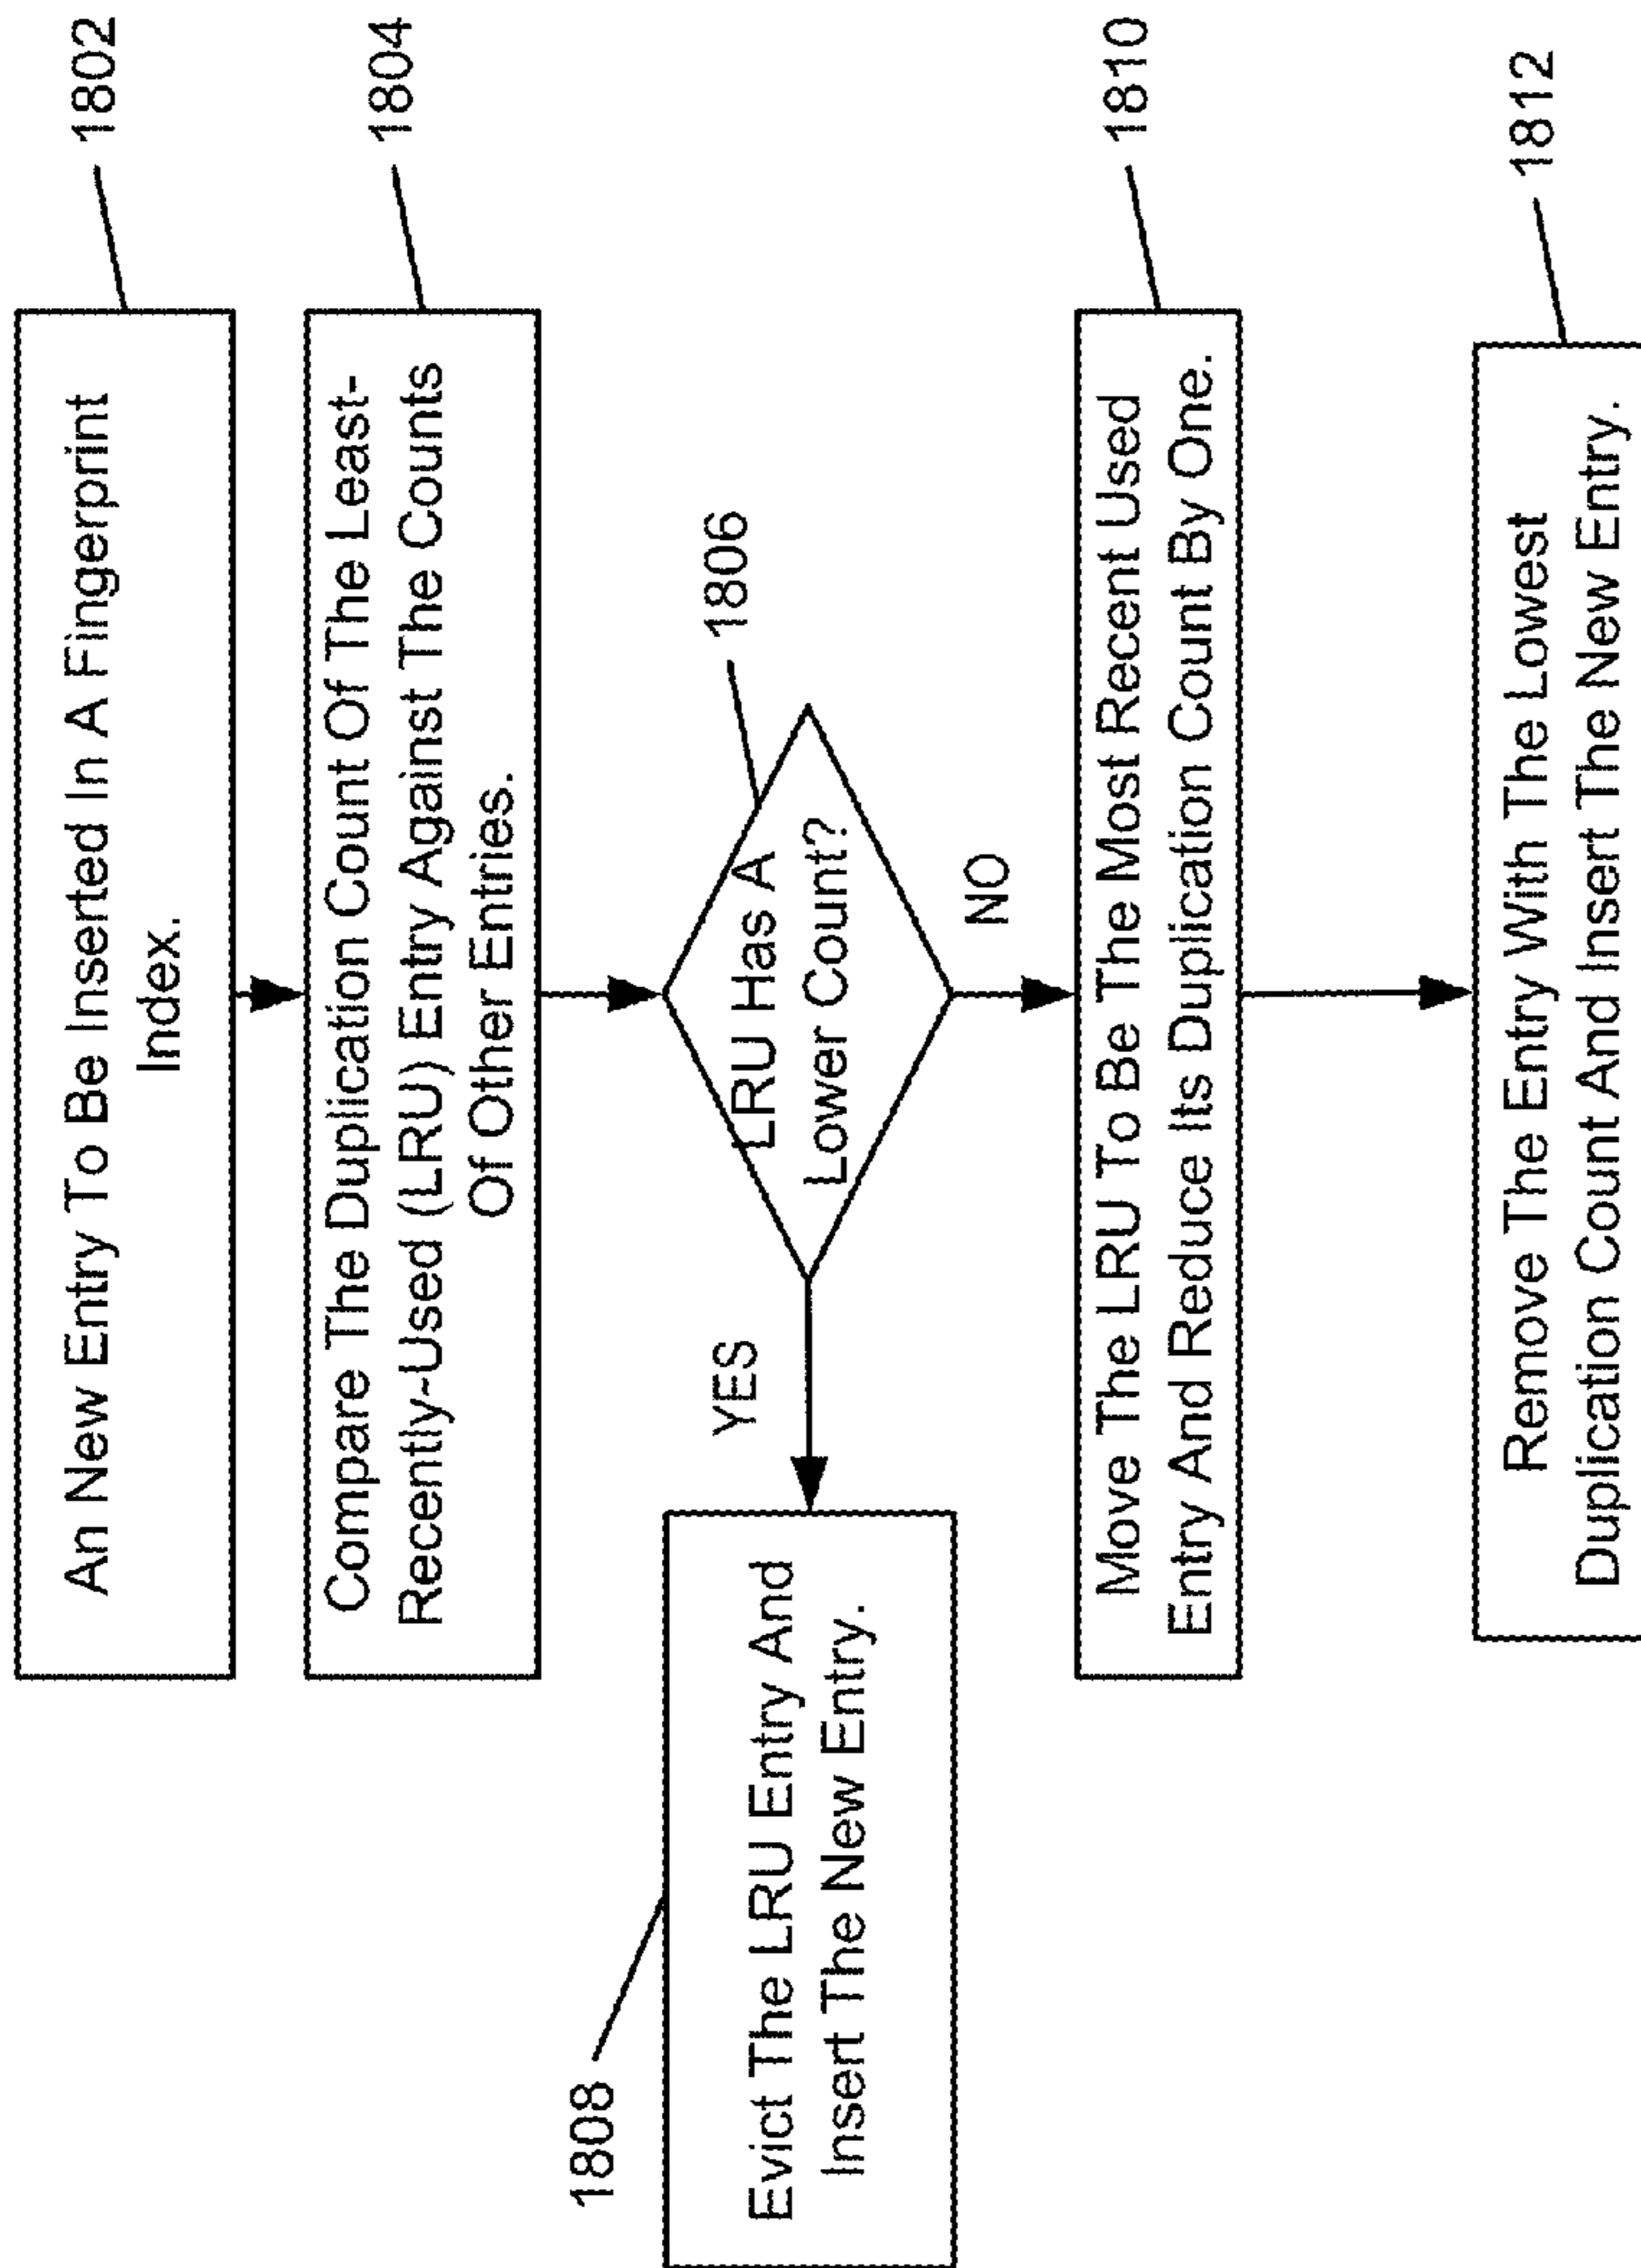 An New Entry To Be Inserted In A Fingerprint
Index.
1802
Compare The Duplication Count Of The Least-
Recently-Used (LRU) Entry Against The Counts
Of Other Entries.
1804
LRU Has A
Lower Count?
1806
YES
Evict The LRU Entry And
Insert The New Entry.
1808
NO
Move The LRU To Be The Most Recent Used
Entry And Reduce Its Duplication Count By One.
1810
Remove The Entry With The Lowest
Duplication Count And Insert The New Entry.
1812